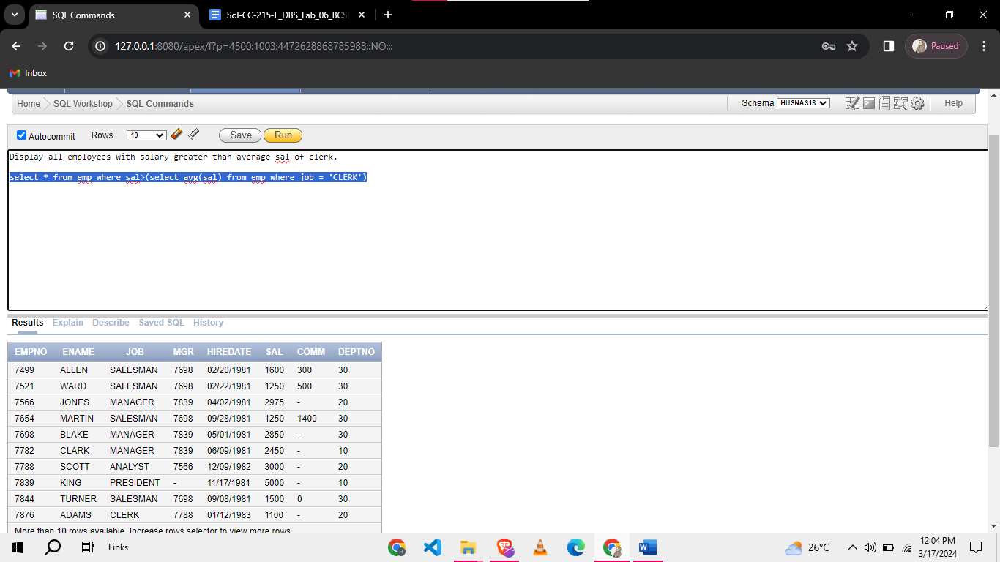 SQL Commands
Sol-CC-215-L_DBS_Lab_06_BCS
127.0.0.1:8080/apex/f?p=4500:1003:4472628868785988::NO:::
Paused
Inbox
Home SQL Workshop SQL Commands
Schema HUSNAS18 Help
Autocommit Rows 10 Save Run
Display all employees with salary greater than average sal of clerk.
select * from emp where sal>(select avg(sal) from emp where job = 'CLERK')
Results Explain Describe Saved SQL History
EMPNO ENAME JOB MGR HIREDATE SAL COMM DEPTNO
7499 ALLEN SALESMAN 7698 02/20/1981 1600 300 30
7521 WARD SALESMAN 7698 02/22/1981 1250 500 30
7566 JONES MANAGER 7839 04/02/1981 2975 - 20
7654 MARTIN SALESMAN 7698 09/28/1981 1250 1400 30
7698 BLAKE MANAGER 7839 05/01/1981 2850 - 30
7782 CLARK MANAGER 7839 06/09/1981 2450 - 10
7788 SCOTT ANALYST 7566 12/09/1982 3000 - 20
7839 KING PRESIDENT - 11/17/1981 5000 - 10
7844 TURNER SALESMAN 7698 09/08/1981 1500 0 30
7876 ADAMS CLERK 7788 01/12/1983 1100 - 20
More than 10 rows available. Increase rows selector to view more rows.
Links
26°C
12:04 PM
3/17/2024